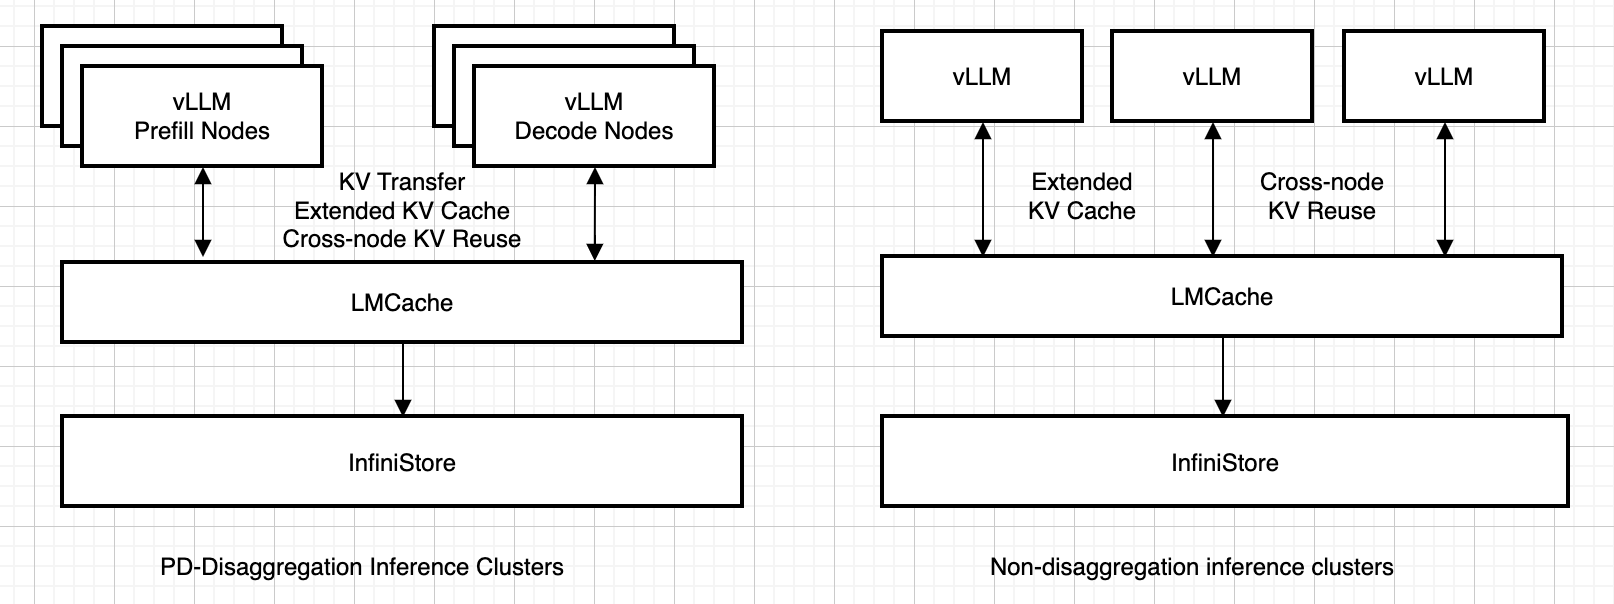 vLLM
Prefill Nodes
vLLM
Decode Nodes
KV Transfer
Extended KV Cache
Cross-node KV Reuse
LMCache
InfiniStore
PD-Disaggregation Inference Clusters
vLLM
vLLM
vLLM
Extended
KV Cache
Cross-node
KV Reuse
LMCache
InfiniStore
Non-disaggregation inference clusters